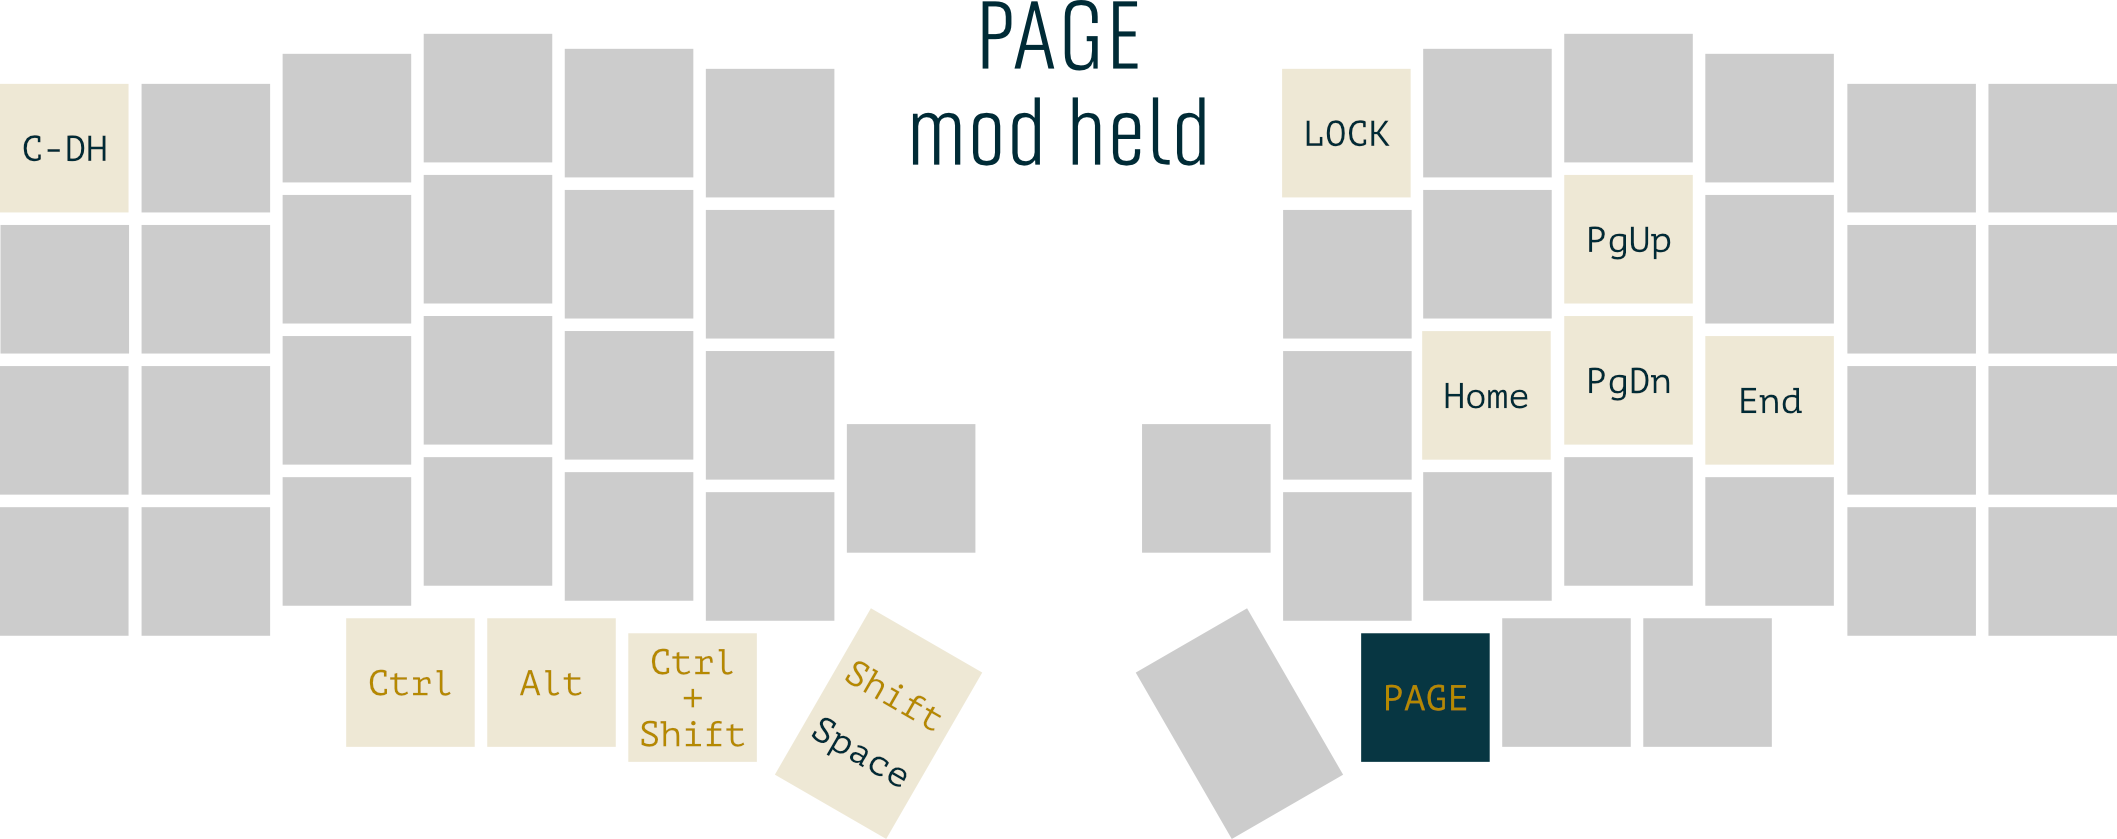 PAGE
mod held
C-DH
LOCK
PgUp
Home
PgDn
End
Ctrl
Alt
Ctrl
+
Shift
Shift
Space
PAGE